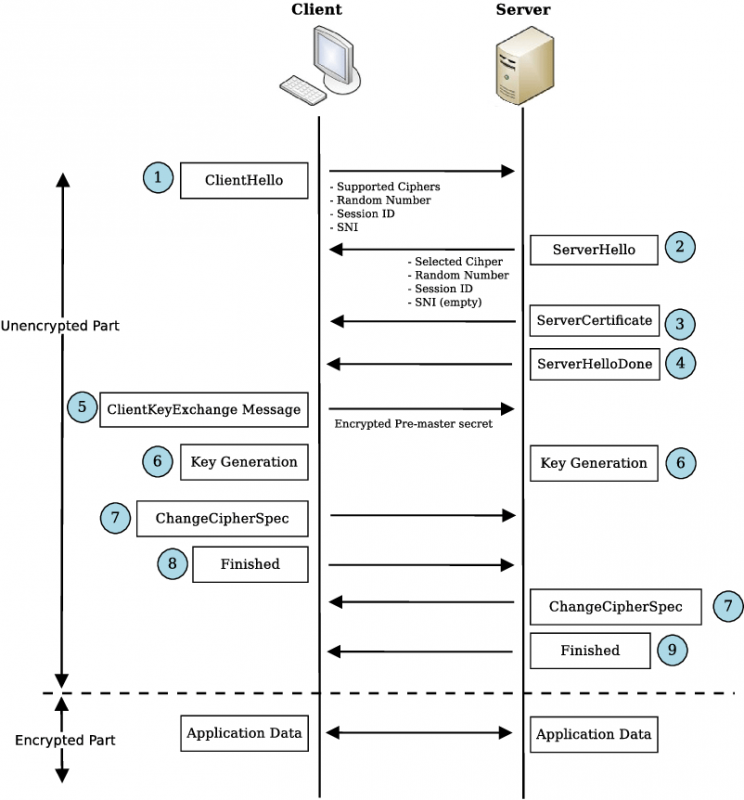 Client
Server
1
ClientHello
- Supported Ciphers
- Random Number
- Session ID
- SNI
ServerHello
2
- Selected Cihper
- Random Number
- Session ID
- SNI (empty)
Unencrypted Part
ServerCertificate
3
ServerHelloDone
4
5
ClientKeyExchange Message
Encrypted Pre-master secret
6
Key Generation
Key Generation
6
7
ChangeCipherSpec
8
Finished
ChangeCipherSpec
7
Finished
9
Encrypted Part
Application Data
Application Data